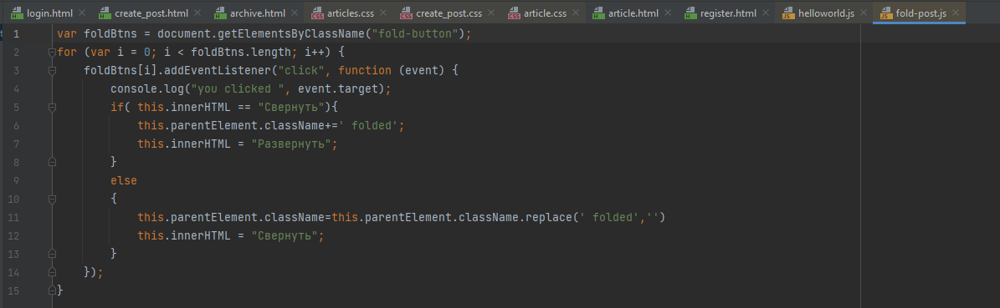 login.html create_post.html archive.html articles.css create_post.css article.css article.html register.html helloworld.js fold-post.js
1 var foldBtns = document.getElementsByClassName("fold-button");
2 for (var i = 0; i < foldBtns.length; i++) {
3 foldBtns[i].addEventListener("click", function (event) {
4 console.log("you clicked ", event.target);
5 if( this.innerHTML == "Свернуть"){
6 this.parentElement.className+=' folded';
7 this.innerHTML = "Развернуть";
8 }
9 else
10 {
11 this.parentElement.className=this.parentElement.className.replace(' folded','')
12 this.innerHTML = "Свернуть";
13 }
14 });
15 }